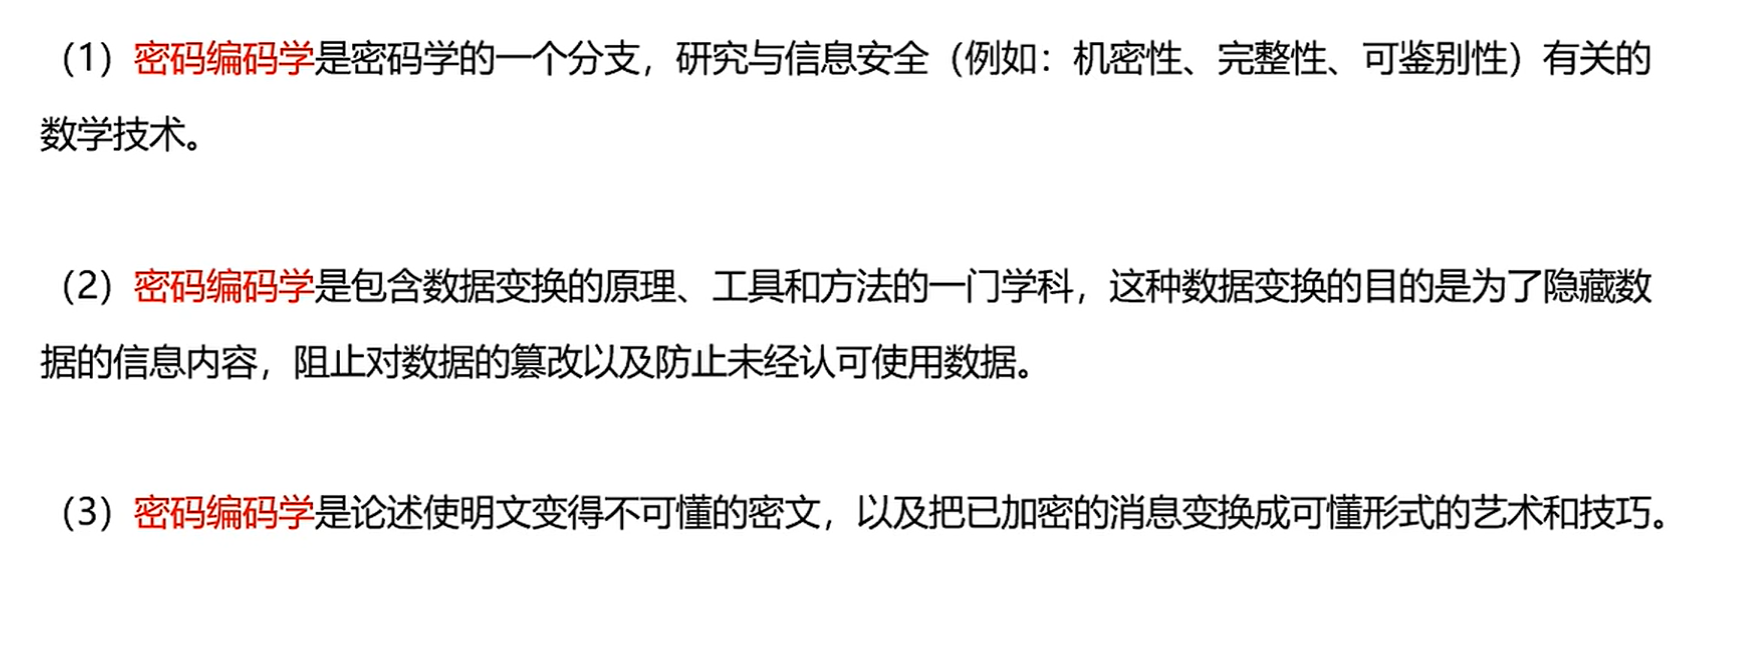 （1）密码编码学是密码学的一个分支，研究与信息安全（例如：机密性、完整性、可鉴别性）有关的
数学技术。
（2）密码编码学是包含数据变换的原理、工具和方法的一门学科，这种数据变换的目的是为了隐藏数
据的信息内容，阻止对数据的篡改以及防止未经认可使用数据。
（3）密码编码学是论述使明文变得不可懂的密文，以及把已加密的消息变换成可懂形式的艺术和技巧。